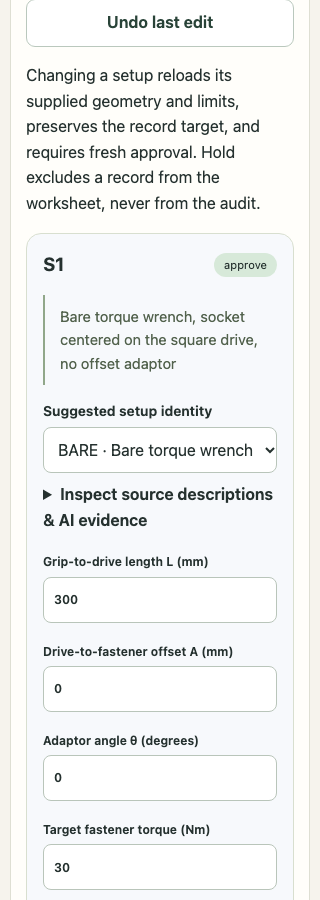 Undo last edit
Changing a setup reloads its
supplied geometry and limits,
preserves the record target, and
requires fresh approval. Hold
excludes a record from the
worksheet, never from the audit.
S1
approve
Bare torque wrench, socket
centered on the square drive,
no offset adaptor
Suggested setup identity
BARE · Bare torque wrench
Inspect source descriptions
& AI evidence
Grip-to-drive length L (mm)
300
Drive-to-fastener offset A (mm)
0
Adaptor angle θ (degrees)
0
Target fastener torque (Nm)
30